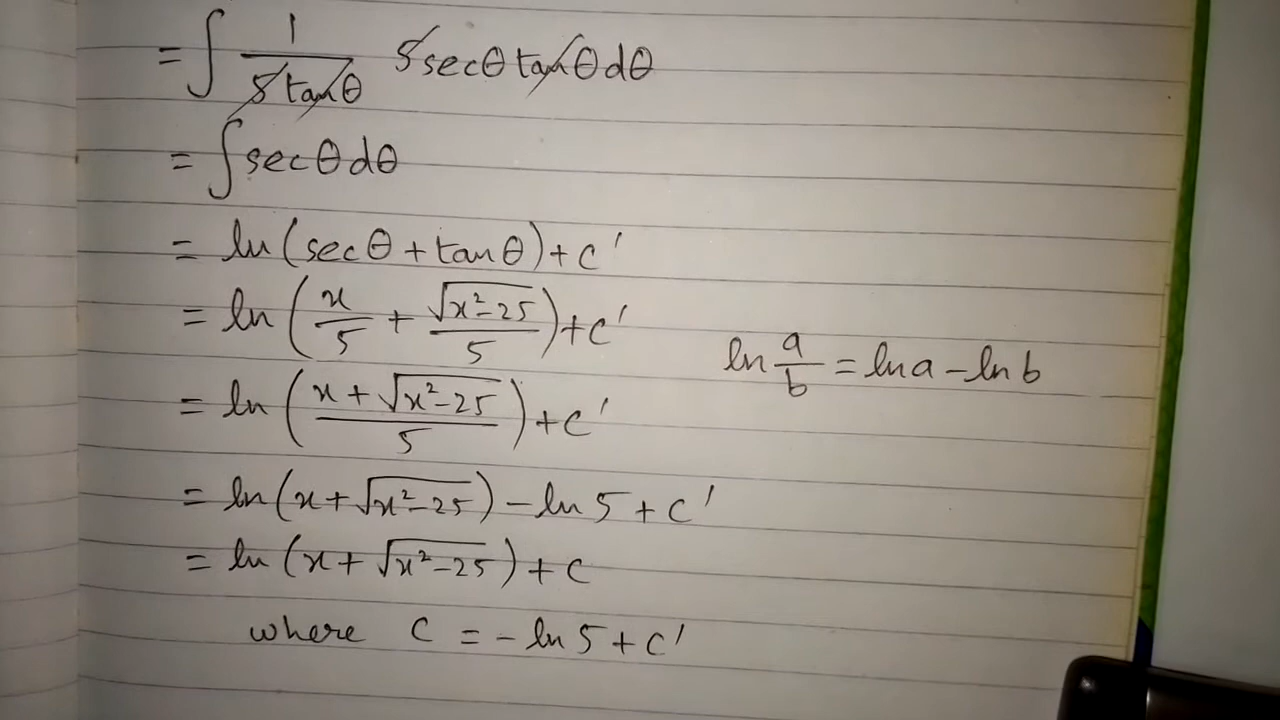 = ∫ 1/(5 tanθ) 5 secθ tanθ dθ
= ∫ secθ dθ
= ln (secθ + tanθ) + c'
= ln (x/5 + √(x²-25)/5) + c'
ln a/b = ln a - ln b
= ln ((x + √(x²-25))/5) + c'
= ln (x + √(x²-25)) - ln 5 + c'
= ln (x + √(x²-25)) + c
where c = - ln 5 + c'